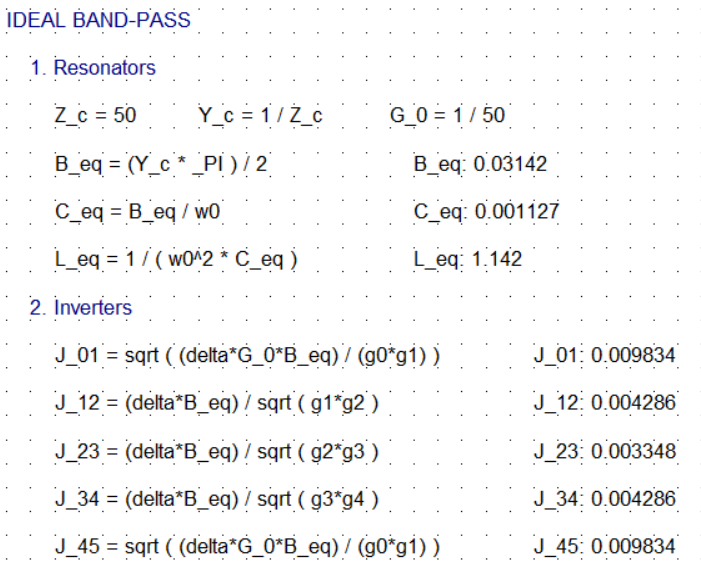 IDEAL BAND-PASS
1. Resonators
Z_c = 50 Y_c = 1 / Z_c G_0 = 1 / 50
B_eq = (Y_c * _PI ) / 2 B_eq: 0.03142
C_eq = B_eq / w0 C_eq: 0.001127
L_eq = 1 / ( w0^2 * C_eq ) L_eq: 1.142
2. Inverters
J_01 = sqrt ( (delta*G_0*B_eq) / (g0*g1) ) J_01: 0.009834
J_12 = (delta*B_eq) / sqrt ( g1*g2 ) J_12: 0.004286
J_23 = (delta*B_eq) / sqrt ( g2*g3 ) J_23: 0.003348
J_34 = (delta*B_eq) / sqrt ( g3*g4 ) J_34: 0.004286
J_45 = sqrt ( (delta*G_0*B_eq) / (g0*g1) ) J_45: 0.009834